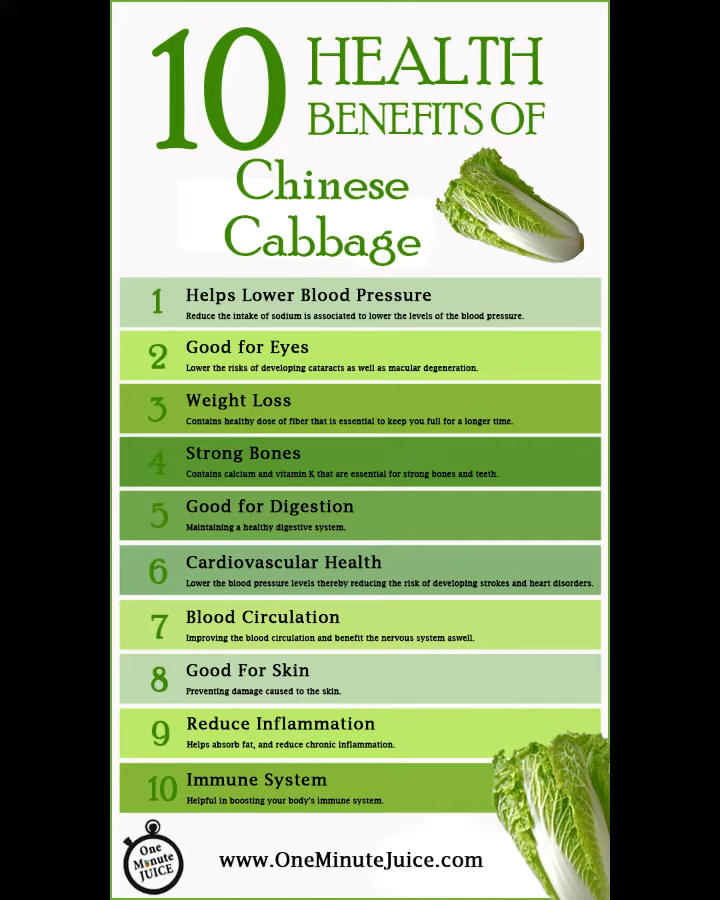 10 HEALTH
BENEFITS OF
Chinese
Cabbage
1 Helps Lower Blood Pressure
Reduce the intake of sodium is associated to lower the levels of the blood pressure.
2 Good for Eyes
Lower the risks of developing cataracts as well as macular degeneration.
3 Weight Loss
Contains healthy dose of fiber that is essential to keep you full for a longer time.
4 Strong Bones
Contains calcium and vitamin K that are essential for strong bones and teeth.
5 Good for Digestion
Maintaining a healthy digestive system.
6 Cardiovascular Health
Lower the blood pressure levels thereby reducing the risk of developing strokes and heart disorders.
7 Blood Circulation
Improving the blood circulation and benefit the nervous system aswell.
8 Good For Skin
Preventing damage caused to the skin.
9 Reduce Inflammation
Helps absorb fat, and reduce chronic inflammation.
10 Immune System
Helpful in boosting your body's immune system.
One
Minute
JUICE
www.OneMinuteJuice.com